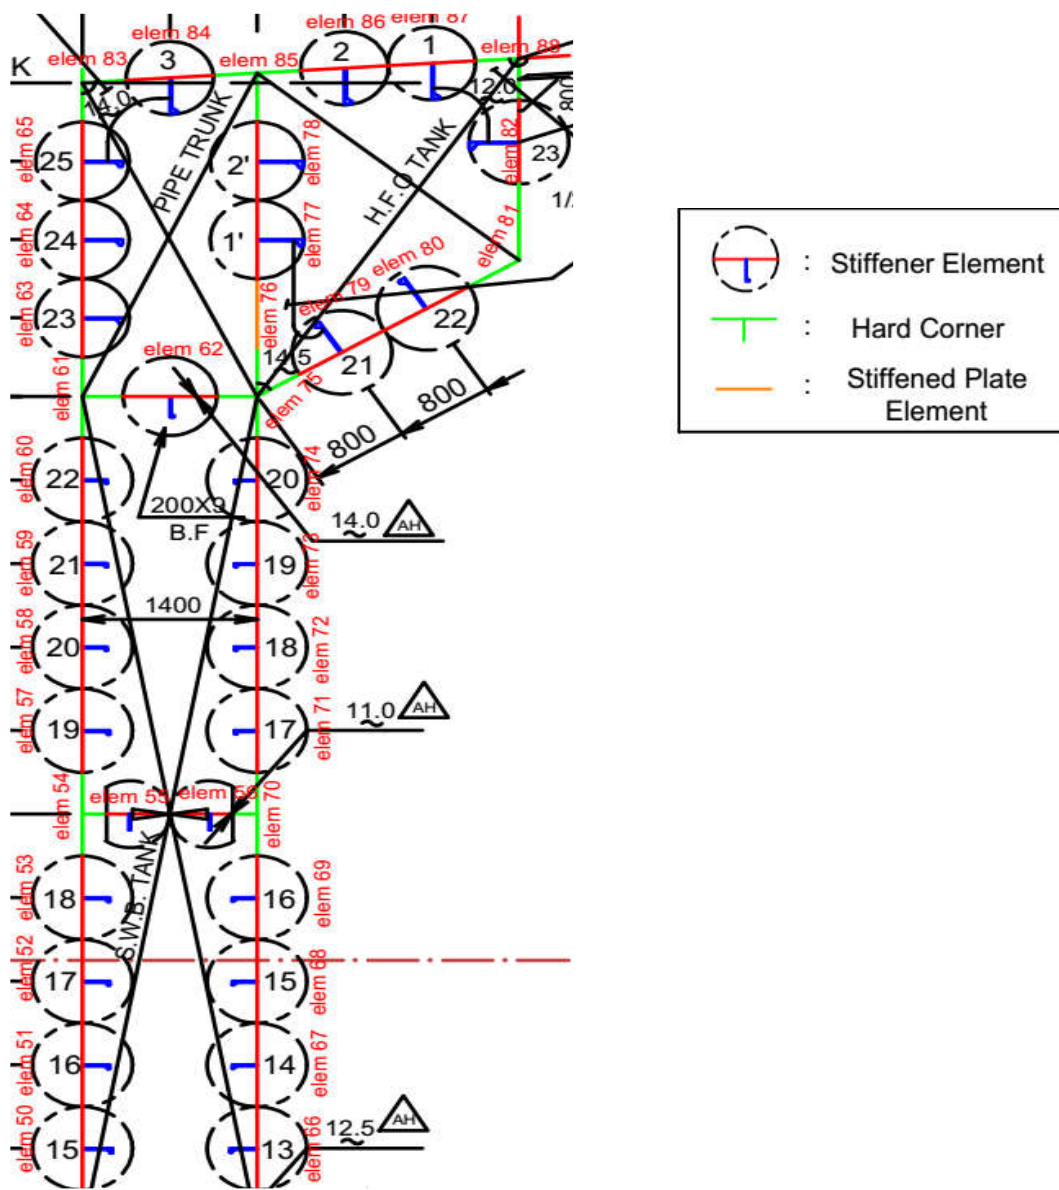 elem 84
elem 86
elem 87
elem 83
elem 85
elem 88
K
3
2
1
14.0
12.0
800
elem 65
25
PIPE TRUNK
2'
elem 78
H.F.O TANK
elem 82
23
1/
elem 64
24
1'
elem 77
elem 81
elem 80
elem 63
23
elem 76
elem 79
22
elem 62
21
elem 61
14.5
elem 75
800
800
elem 60
22
20
elem 74
200X9
B.F
14.0
AH
elem 59
21
19
elem 73
1400
elem 58
20
18
elem 72
elem 57
19
17
elem 71
11.0
AH
elem 54
elem 55
elem 56
elem 70
S.W.B. TANK
elem 53
18
16
elem 69
elem 52
17
15
elem 68
elem 51
16
14
elem 67
elem 50
15
13
elem 66
12.5
AH
: Stiffener Element
: Hard Corner
: Stiffened Plate
Element